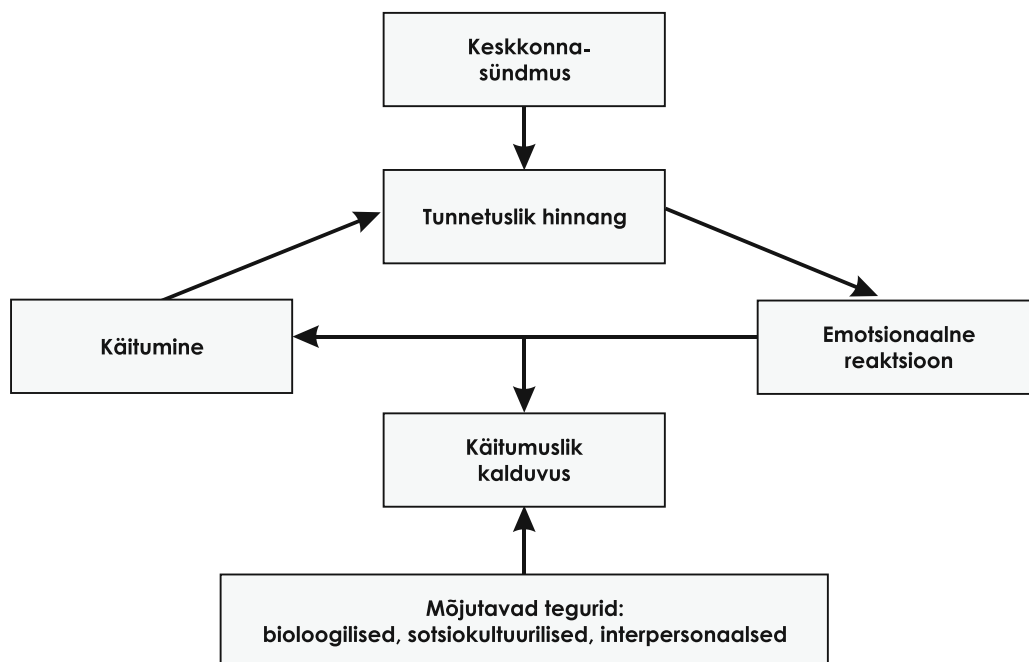 Keskkonna-
sündmus
Tunnetuslik hinnang
Käitumine
Emotsionaalne
reaktsioon
Käitumuslik
kalduvus
Mõjutavad tegurid:
bioloogilised, sotsiokultuurilised, interpersonaalsed